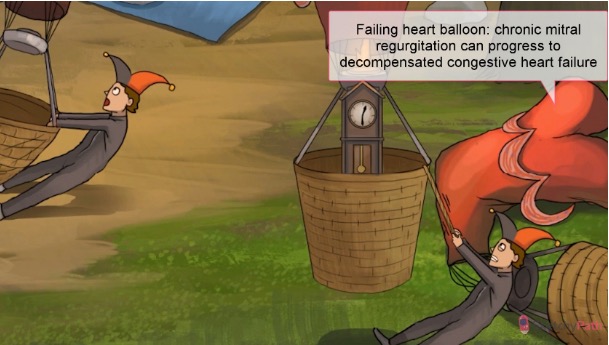 Failing heart balloon: chronic mitral
regurgitation can progress to
decompensated congestive heart failure